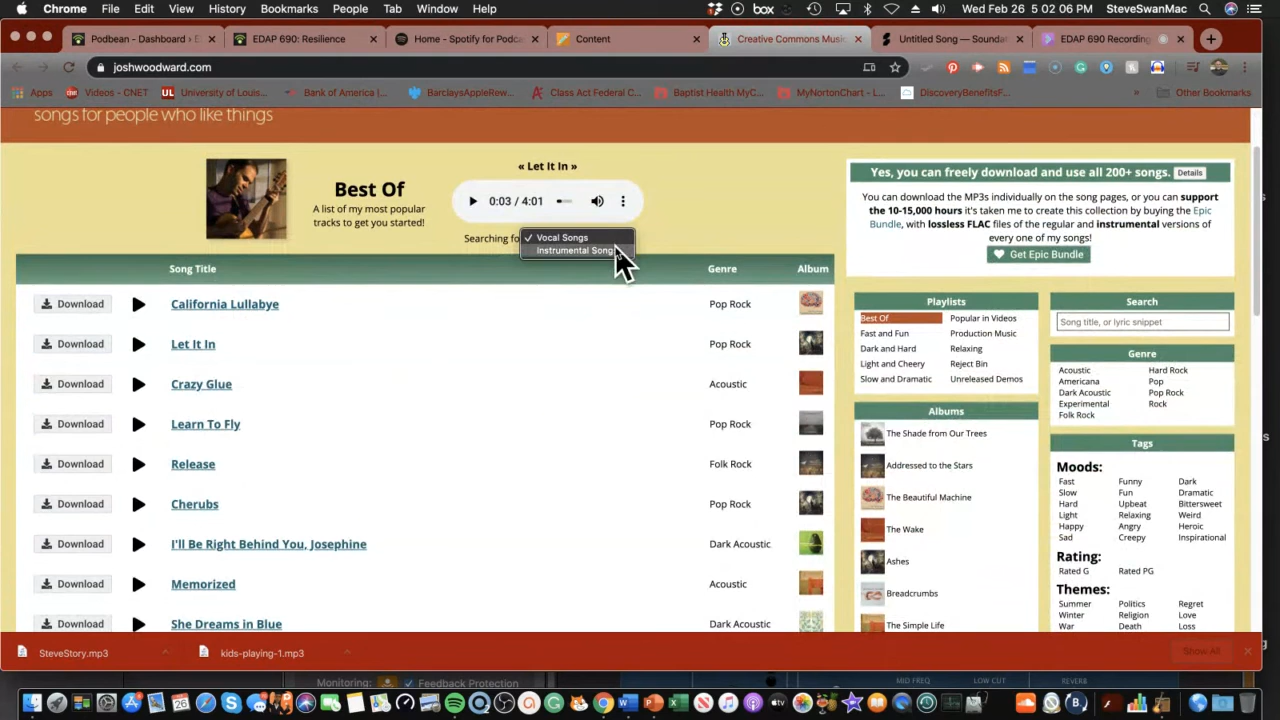 Chrome File Edit View History Bookmarks People Tab Window Help box Wed Feb 26 5:02:06 PM SteveSwanMac
Podbean - Dashboard › E EDAP 690: Resilience Home - Spotify for Podca Content Creative Commons Music Untitled Song — Sounda EDAP 690 Recording
joshwoodward.com
Apps Videos - CNET University of Louis... Bank of America |... BarclaysAppleRew... Class Act Federal C... Baptist Health MyC... MyNortonChart - L... DiscoveryBenefitsF... » Other Bookmarks
songs for people who like things
« Let It In »
Best Of
A list of my most popular
tracks to get you started!
0:03 / 4:01
Searching fo
✓ Vocal Songs
Instrumental Song
Song Title Genre Album
Download California Lullabye Pop Rock
Download Let It In Pop Rock
Download Crazy Glue Acoustic
Download Learn To Fly Pop Rock
Download Release Folk Rock
Download Cherubs Pop Rock
Download I'll Be Right Behind You, Josephine Dark Acoustic
Download Memorized Acoustic
Download She Dreams in Blue Dark Acoustic
Yes, you can freely download and use all 200+ songs. Details
You can download the MP3s individually on the song pages, or you can support
the 10-15,000 hours it's taken me to create this collection by buying the Epic
Bundle, with lossless FLAC files of the regular and instrumental versions of
every one of my songs!
Get Epic Bundle
Playlists
Best Of Popular in Videos
Fast and Fun Production Music
Dark and Hard Relaxing
Light and Cheery Reject Bin
Slow and Dramatic Unreleased Demos
Albums
The Shade from Our Trees
Addressed to the Stars
The Beautiful Machine
The Wake
Ashes
Breadcrumbs
The Simple Life
Search
Song title, or lyric snippet
Genre
Acoustic Hard Rock
Americana Pop
Dark Acoustic Pop Rock
Experimental Rock
Folk Rock
Tags
Moods:
Fast Funny Dark
Slow Fun Dramatic
Hard Upbeat Bittersweet
Light Relaxing Weird
Happy Angry Heroic
Sad Creepy Inspirational
Rating:
Rated G Rated PG
Themes:
Summer Politics Regret
Winter Religion Love
War Death Loss
SteveStory.mp3 kids-playing-1.mp3 Show All
Monitoring: Feedback Protection MID FREQ LOW CUT REVERB